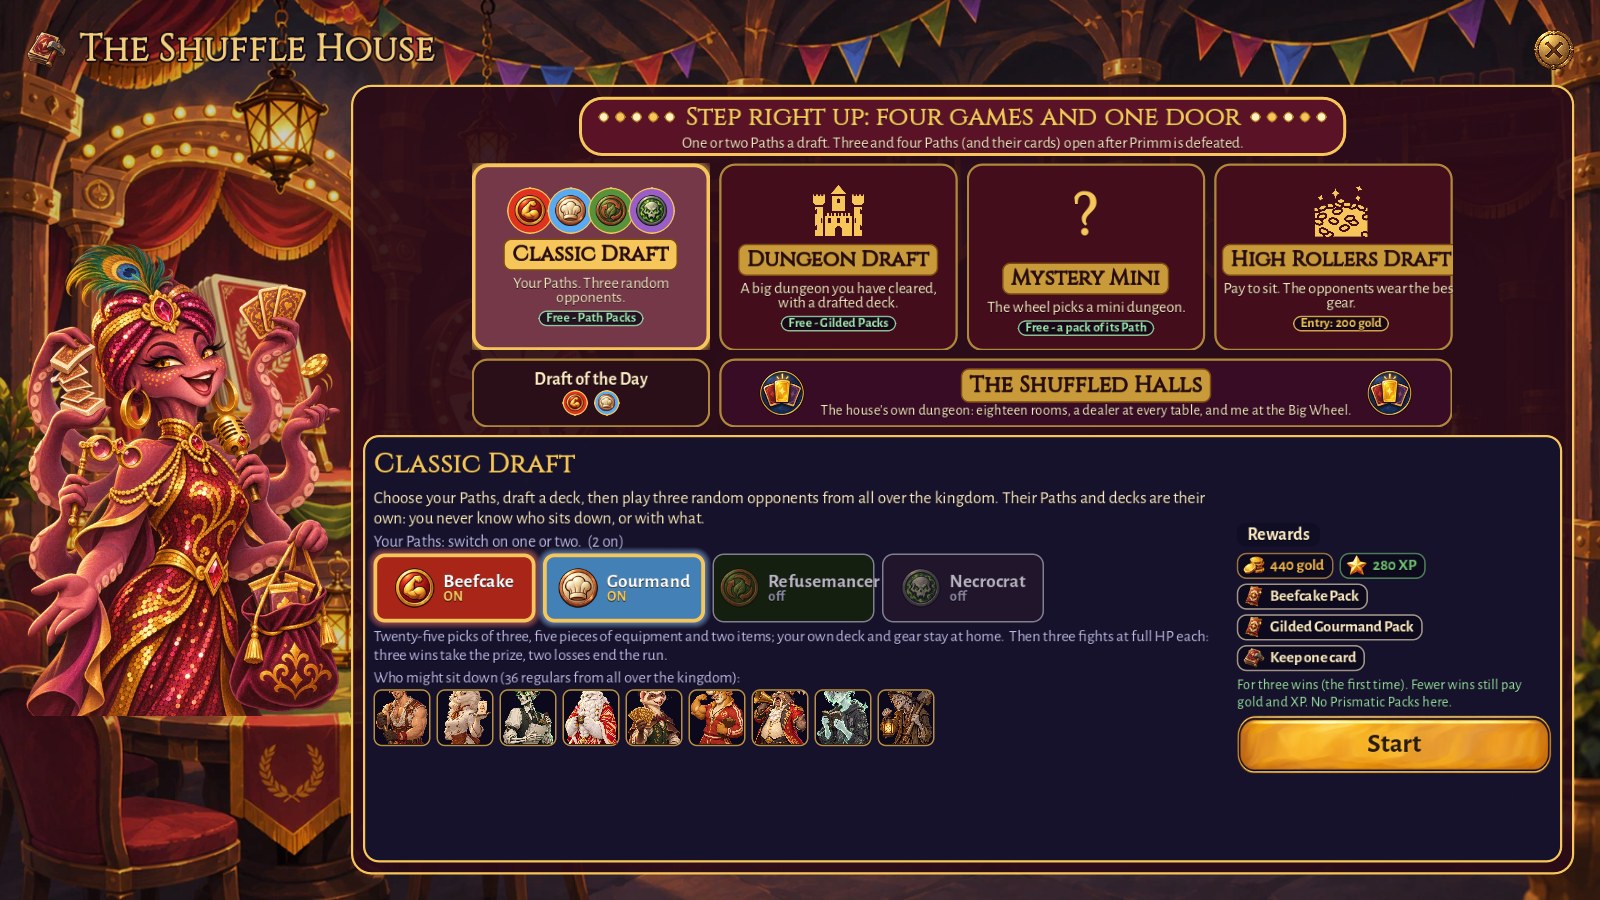 The Shuffle House
Step right up: four games and one door
One or two Paths a draft. Three and four Paths (and their cards) open after Primm is defeated.
Classic Draft
Your Paths. Three random
opponents.
Free - Path Packs
Dungeon Draft
A big dungeon you have cleared,
with a drafted deck.
Free - Gilded Packs
?
Mystery Mini
The wheel picks a mini dungeon.
Free - a pack of its Path
High Rollers Draft
Pay to sit. The opponents wear the bes
gear.
Entry: 200 gold
Draft of the Day
The Shuffled Halls
The house's own dungeon: eighteen rooms, a dealer at every table, and me at the Big Wheel.
Classic Draft
Choose your Paths, draft a deck, then play three random opponents from all over the kingdom. Their Paths and decks are their
own: you never know who sits down, or with what.
Your Paths: switch on one or two. (2 on)
Beefcake
ON
Gourmand
ON
Refusemancer
off
Necrocrat
off
Twenty-five picks of three, five pieces of equipment and two items; your own deck and gear stay at home. Then three fights at full HP each:
three wins take the prize, two losses end the run.
Who might sit down (36 regulars from all over the kingdom):
Rewards
440 gold
280 XP
Beefcake Pack
Gilded Gourmand Pack
Keep one card
For three wins (the first time). Fewer wins still pay
gold and XP. No Prismatic Packs here.
Start